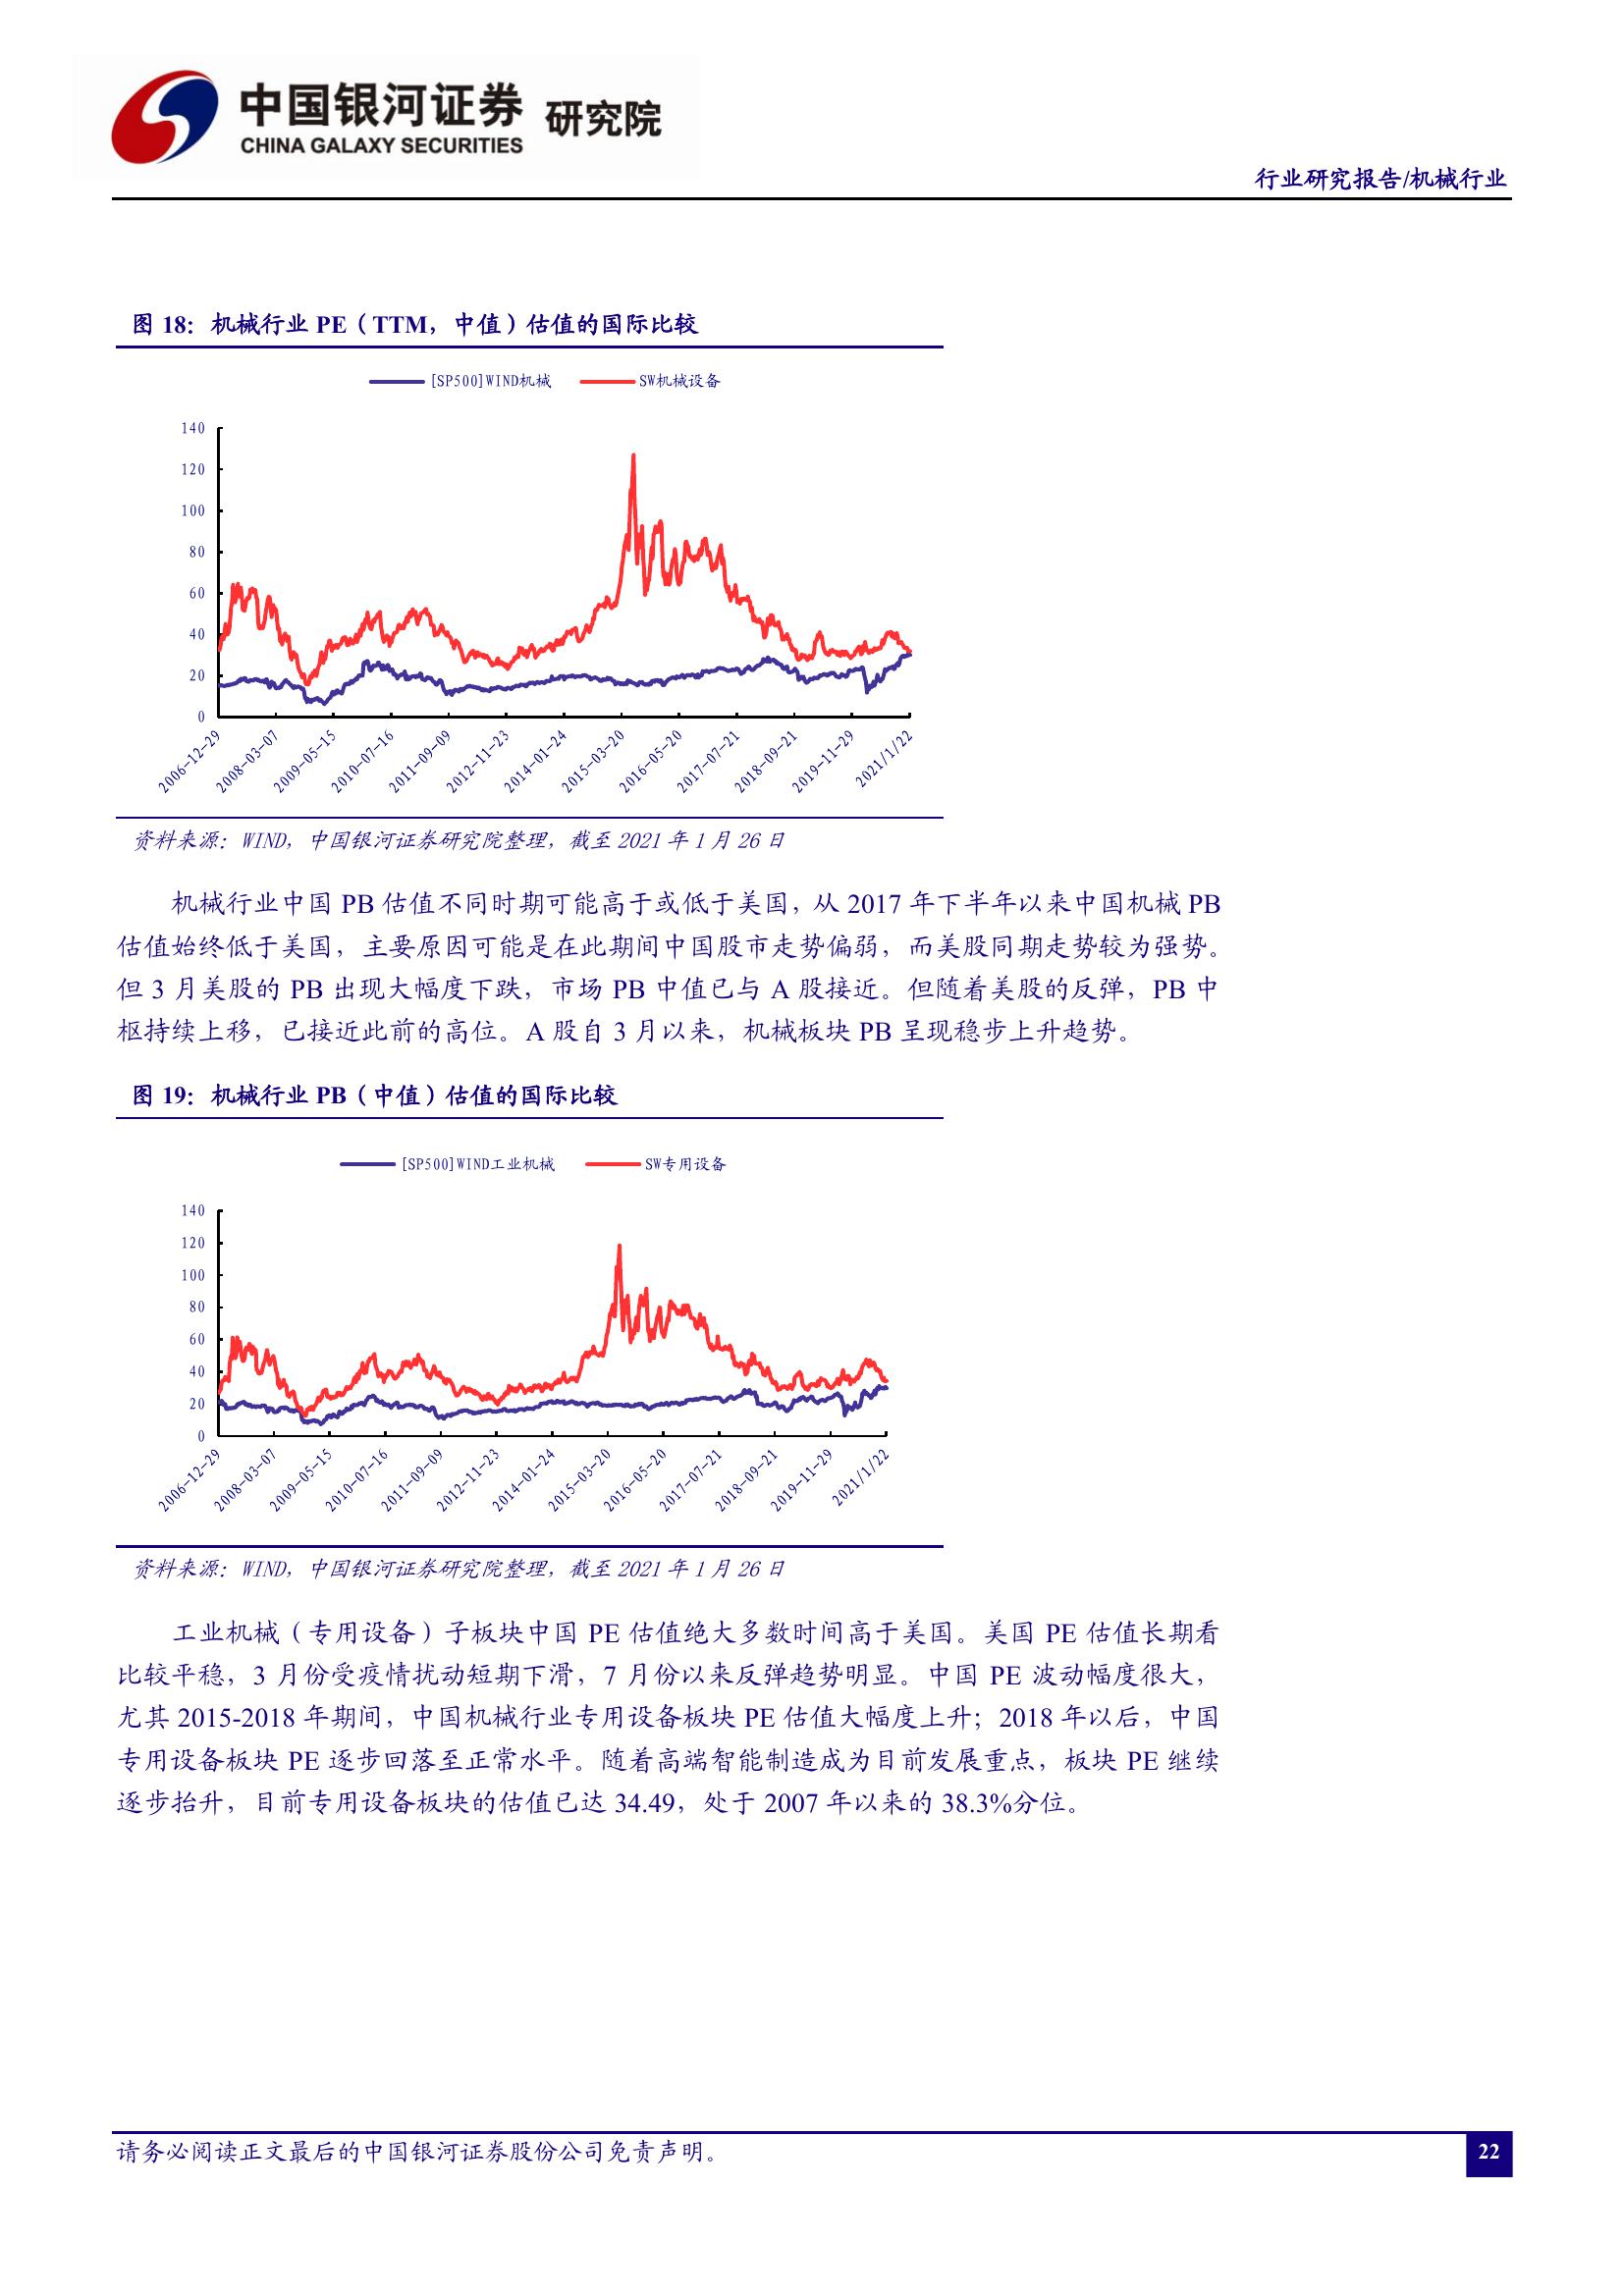 中国银河证券 研究院
CHINA GALAXY SECURITIES
行业研究报告/机械行业
图 18：机械行业 PE（TTM，中值）估值的国际比较
[SP500]WIND机械 SW机械设备
140
120
100
80
60
40
20
0
2006-12-29 2008-03-07 2009-05-15 2010-07-16 2011-09-09 2012-11-23 2014-01-24 2015-03-20 2016-05-20 2017-07-21 2018-09-21 2019-11-29 2021/1/22
资料来源：WIND，中国银河证券研究院整理，截至 2021 年 1 月 26 日
机械行业中国 PB 估值不同时期可能高于或低于美国，从 2017 年下半年以来中国机械 PB
估值始终低于美国，主要原因可能是在此期间中国股市走势偏弱，而美股同期走势较为强势。
但 3 月美股的 PB 出现大幅度下跌，市场 PB 中值已与 A 股接近。但随着美股的反弹，PB 中
枢持续上移，已接近此前的高位。A 股自 3 月以来，机械板块 PB 呈现稳步上升趋势。
图 19：机械行业 PB（中值）估值的国际比较
[SP500]WIND工业机械 SW专用设备
140
120
100
80
60
40
20
0
2006-12-29 2008-03-07 2009-05-15 2010-07-16 2011-09-09 2012-11-23 2014-01-24 2015-03-20 2016-05-20 2017-07-21 2018-09-21 2019-11-29 2021/1/22
资料来源：WIND，中国银河证券研究院整理，截至 2021 年 1 月 26 日
工业机械（专用设备）子板块中国 PE 估值绝大多数时间高于美国。美国 PE 估值长期看
比较平稳，3 月份受疫情扰动短期下滑，7 月份以来反弹趋势明显。中国 PE 波动幅度很大，
尤其 2015-2018 年期间，中国机械行业专用设备板块 PE 估值大幅度上升；2018 年以后，中国
专用设备板块 PE 逐步回落至正常水平。随着高端智能制造成为目前发展重点，板块 PE 继续
逐步抬升，目前专用设备板块的估值已达 34.49，处于 2007 年以来的 38.3%分位。
请务必阅读正文最后的中国银河证券股份公司免责声明。
22